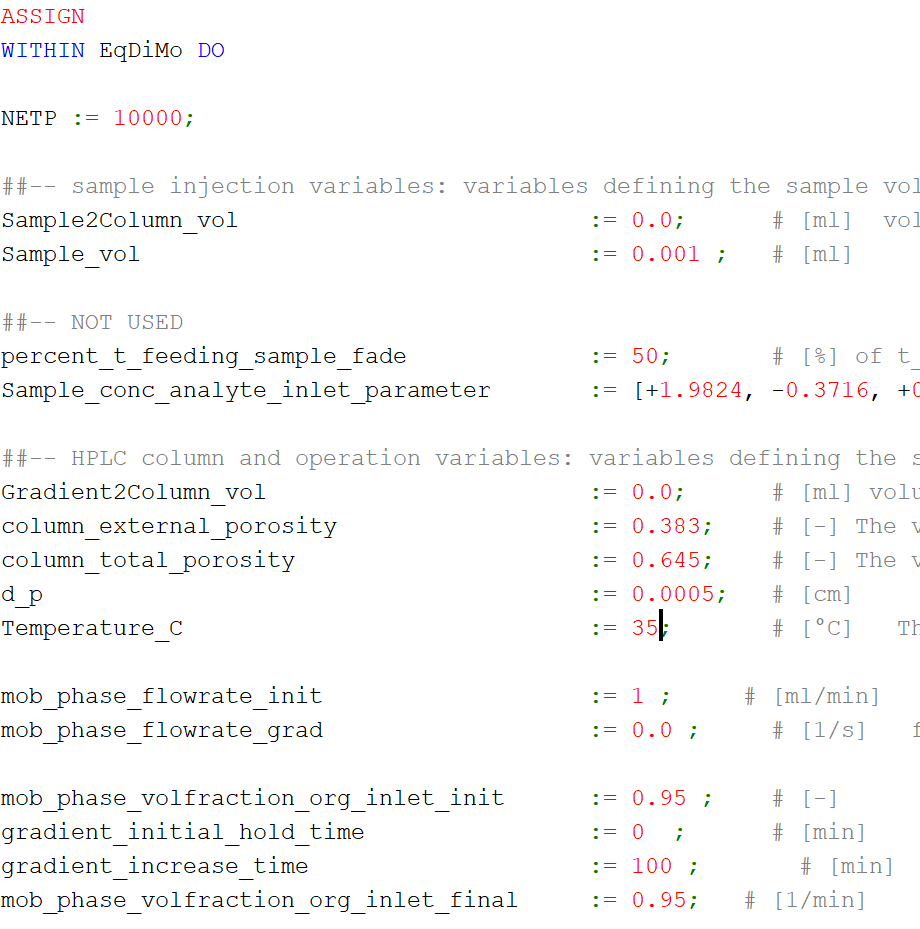 ASSIGN
WITHIN EqDiMo DO
NETP := 10000;
##-- sample injection variables: variables defining the sample vol
Sample2Column_vol := 0.0; # [ml] vol
Sample_vol := 0.001 ; # [ml]
##-- NOT USED
percent_t_feeding_sample_fade := 50; # [%] of t_
Sample_conc_analyte_inlet_parameter := [+1.9824, -0.3716, +0
##-- HPLC column and operation variables: variables defining the s
Gradient2Column_vol := 0.0; # [ml] volu
column_external_porosity := 0.383; # [-] The v
column_total_porosity := 0.645; # [-] The v
d_p := 0.0005; # [cm]
Temperature_C := 35; # [°C] Th
mob_phase_flowrate_init := 1 ; # [ml/min]
mob_phase_flowrate_grad := 0.0 ; # [1/s] f
mob_phase_volfraction_org_inlet_init := 0.95 ; # [-]
gradient_initial_hold_time := 0 ; # [min]
gradient_increase_time := 100 ; # [min]
mob_phase_volfraction_org_inlet_final := 0.95; # [1/min]